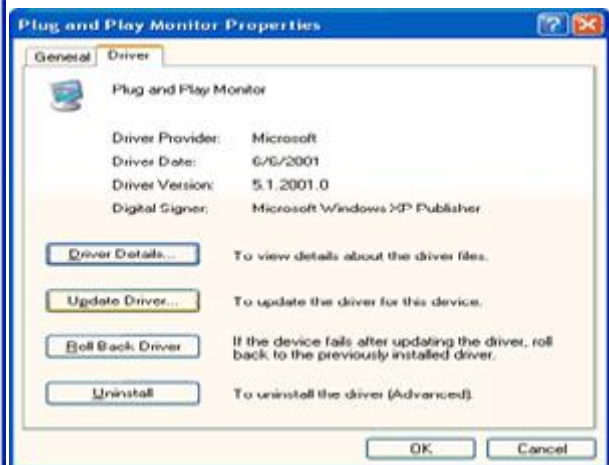 Plug and Play Monitor Properties
General Driver
Plug and Play Monitor
Driver Provider: Microsoft
Driver Date: 6/6/2001
Driver Version: 5.1.2001.0
Digital Signer: Microsoft Windows XP Publisher
Driver Details... To view details about the driver files.
Update Driver... To update the driver for this device.
Roll Back Driver If the device fails after updating the driver, roll
back to the previously installed driver.
Uninstall To uninstall the driver (Advanced).
OK Cancel